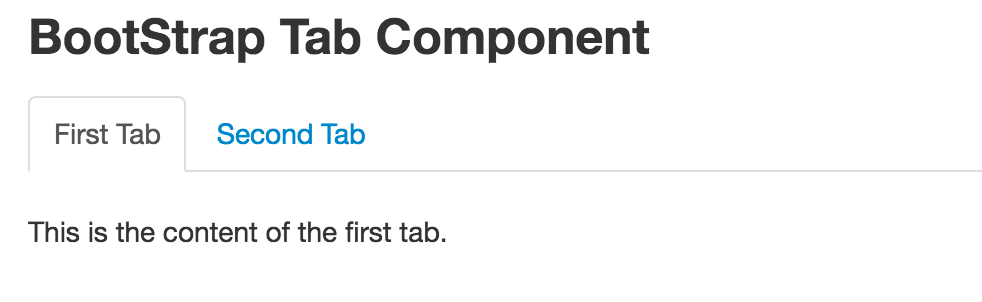 BootStrap Tab Component
First Tab Second Tab
This is the content of the first tab.